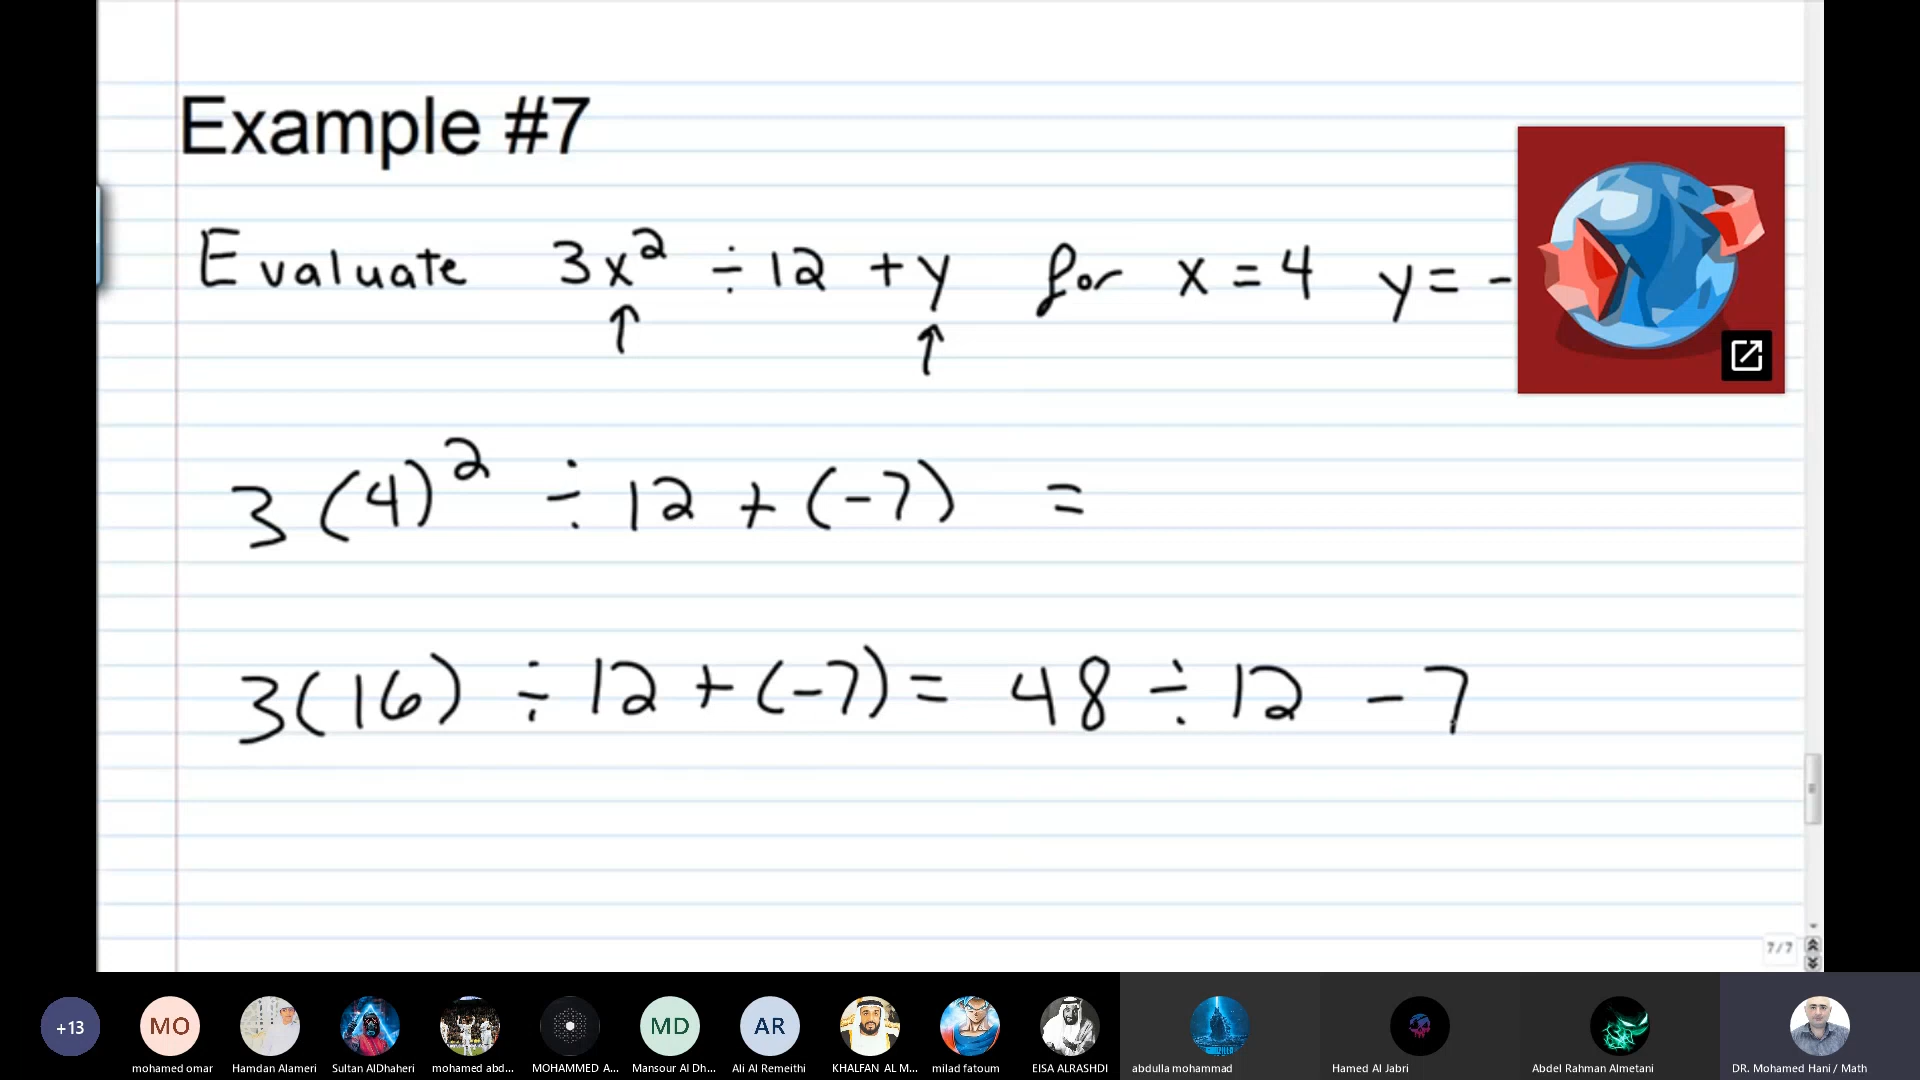 Example #7
Evaluate 3x² ÷ 12 + y for x = 4 y = -
3(4)² ÷ 12 + (-7) =
3(16) ÷ 12 + (-7) = 48 ÷ 12 - 7
7/7
+13
MO
MD
AR
mohamed omar
Hamdan Alameri
Sultan AlDhaheri
mohamed abd...
MOHAMMED A...
Mansour Al Dh...
Ali Al Remeithi
KHALFAN AL M...
milad fatoum
EISA ALRASHDI
abdulla mohammad
Hamed Al Jabri
Abdel Rahman Almetani
DR. Mohamed Hani / Math